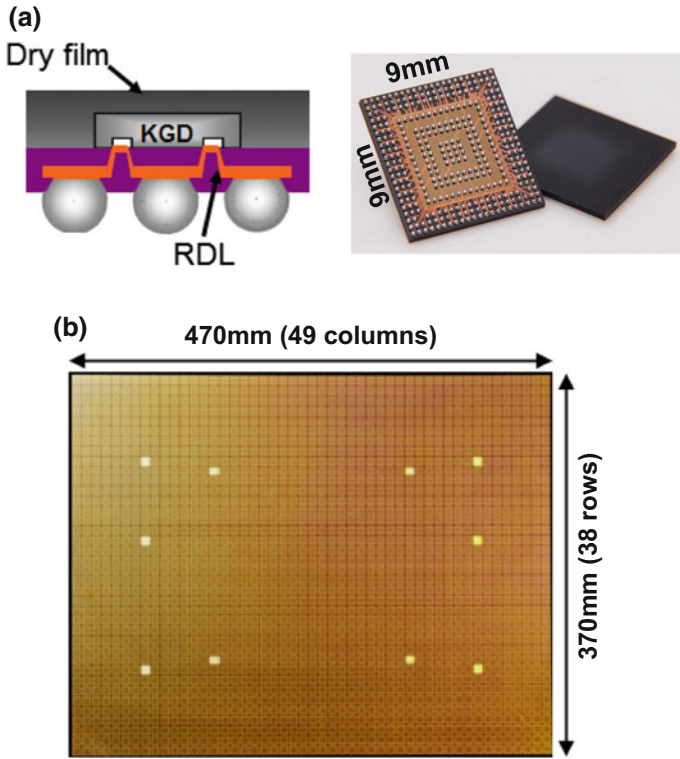 (a)
Dry film
KGD
RDL
9mm
9mm
(b)
470mm (49 columns)
370mm (38 rows)